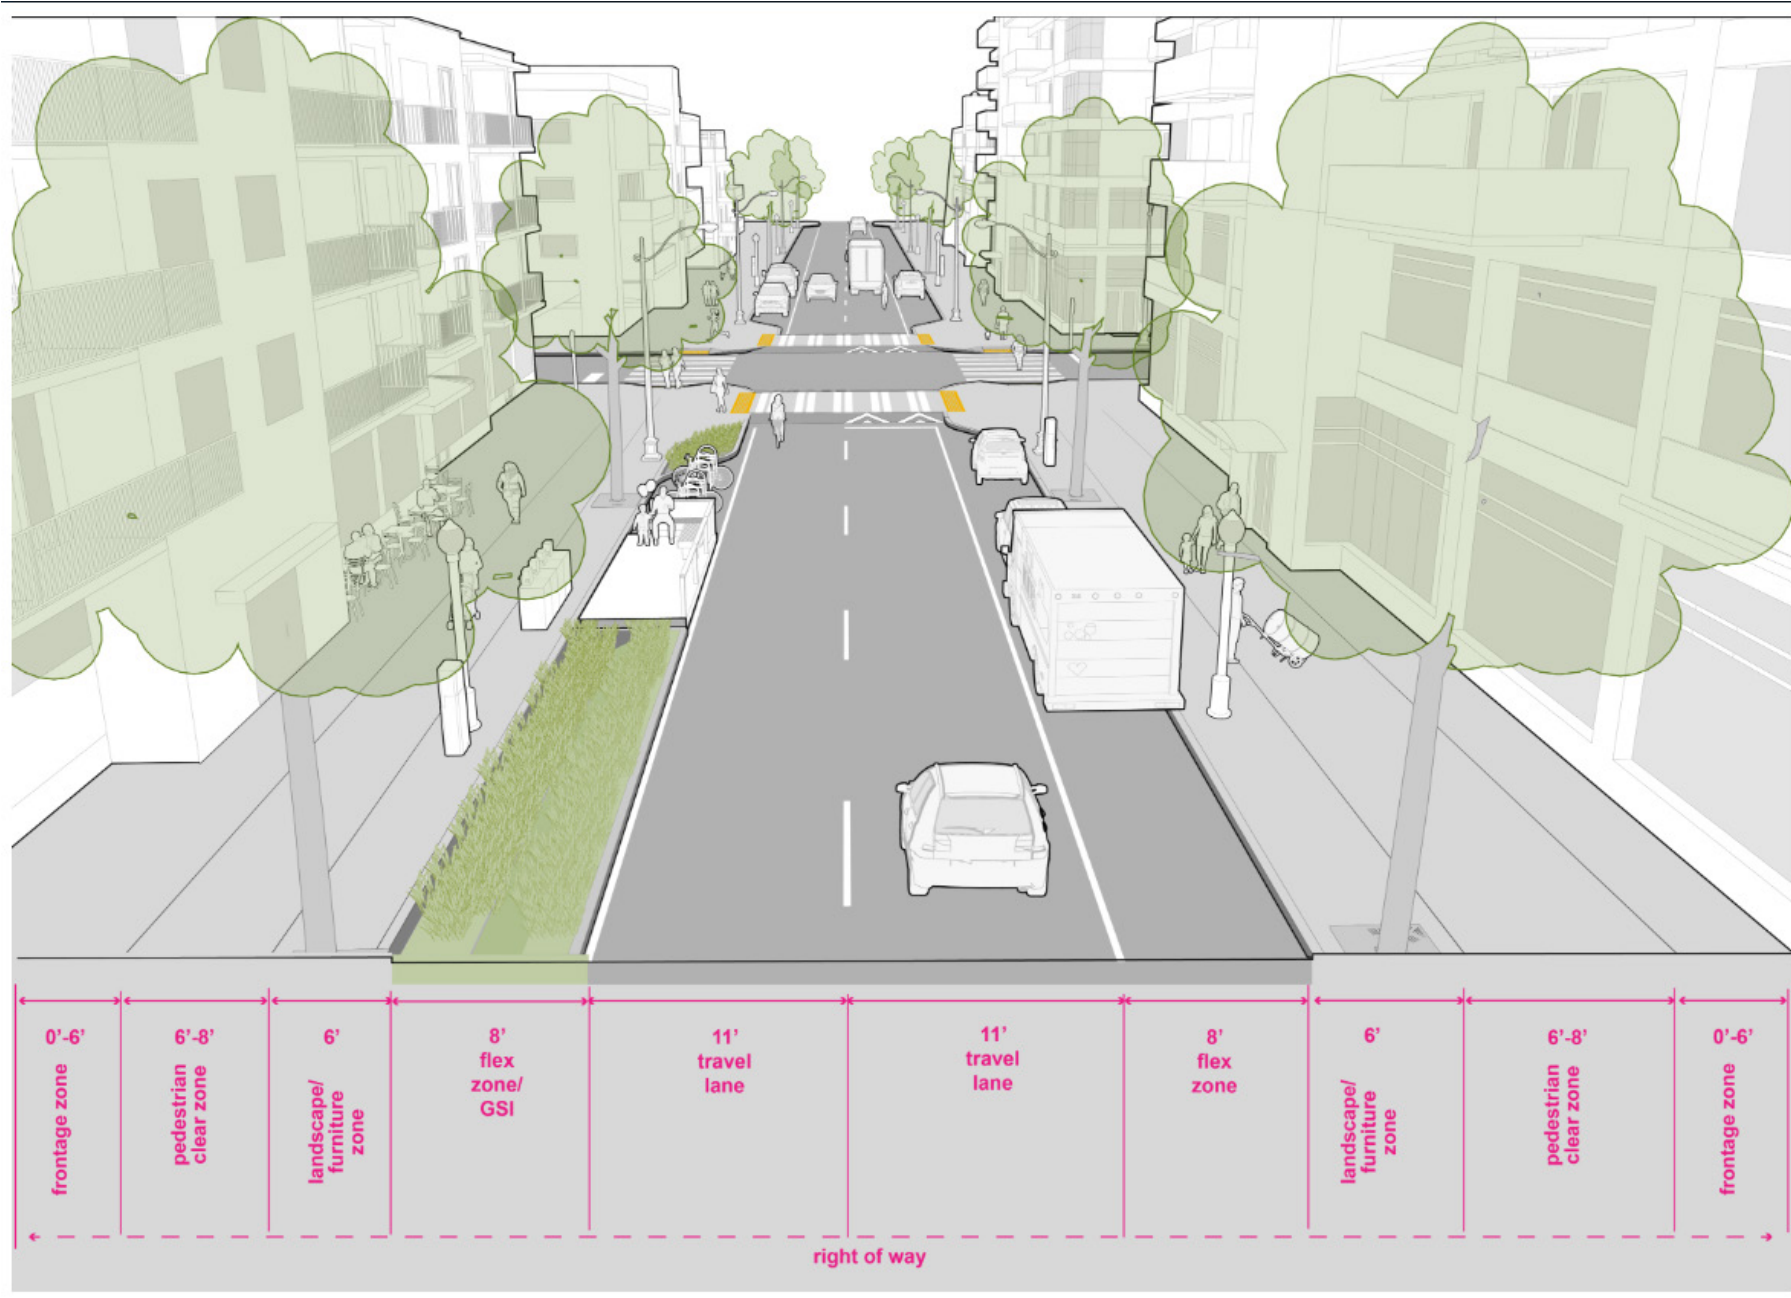 0'-6'
frontage zone
6'-8'
pedestrian
clear zone
6'
landscape/
furniture
zone
8'
flex
zone/
GSI
11'
travel
lane
11'
travel
lane
8'
flex
zone
6'
landscape/
furniture
zone
6'-8'
pedestrian
clear zone
0'-6'
frontage zone
right of way